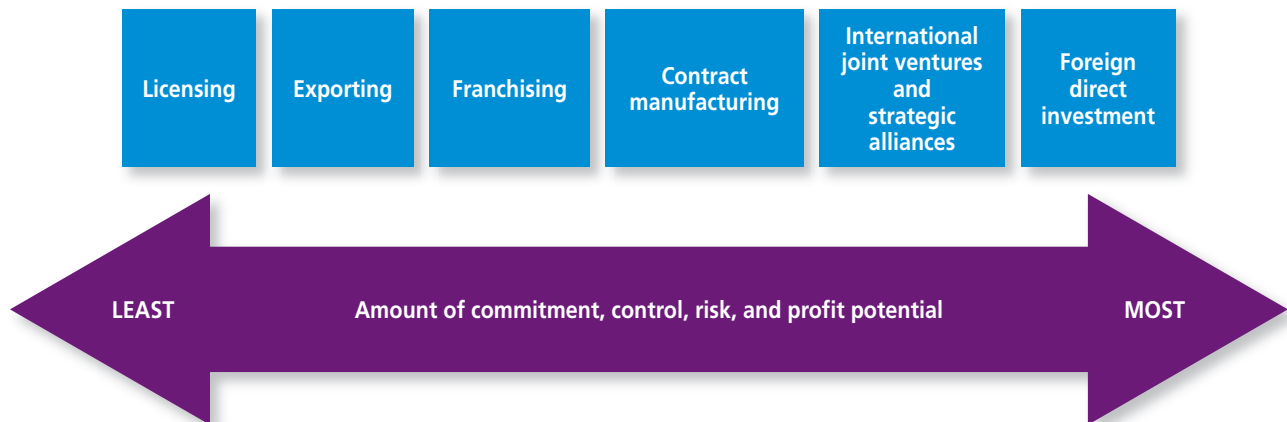 Licensing
Exporting
Franchising
Contract
manufacturing
International
joint ventures
and
strategic
alliances
Foreign
direct
investment
LEAST
Amount of commitment, control, risk, and profit potential
MOST